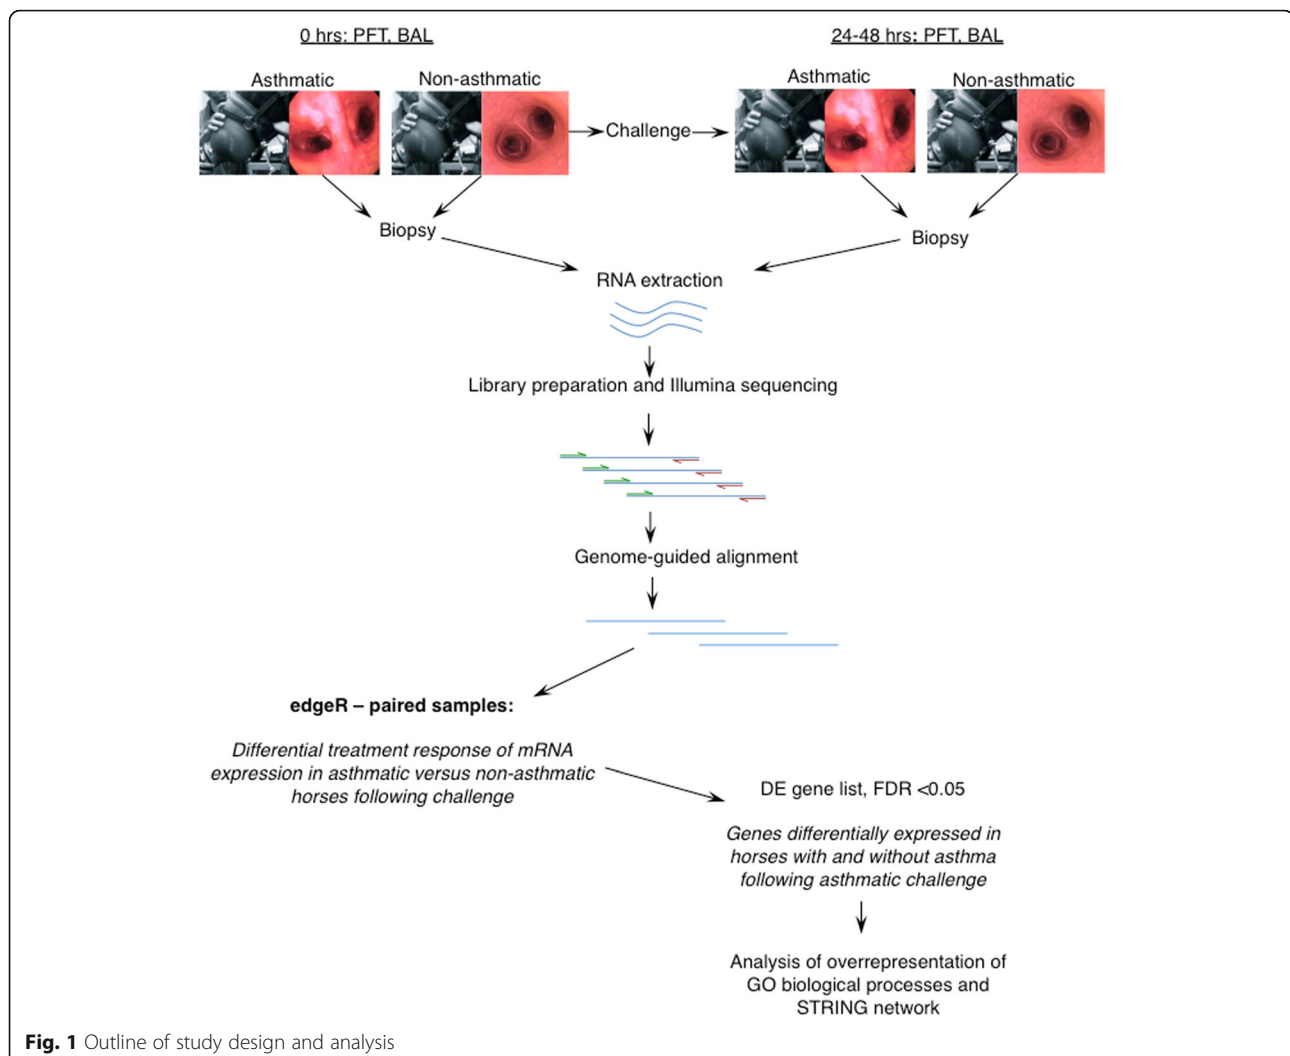 0 hrs: PFT, BAL
24-48 hrs: PFT, BAL
Asthmatic
Non-asthmatic
Asthmatic
Non-asthmatic
Challenge
Biopsy
Biopsy
RNA extraction
Library preparation and Illumina sequencing
Genome-guided alignment
edgeR – paired samples:
Differential treatment response of mRNA
expression in asthmatic versus non-asthmatic
horses following challenge
DE gene list, FDR <0.05
Genes differentially expressed in
horses with and without asthma
following asthmatic challenge
Analysis of overrepresentation of
GO biological processes and
STRING network
Fig. 1 Outline of study design and analysis